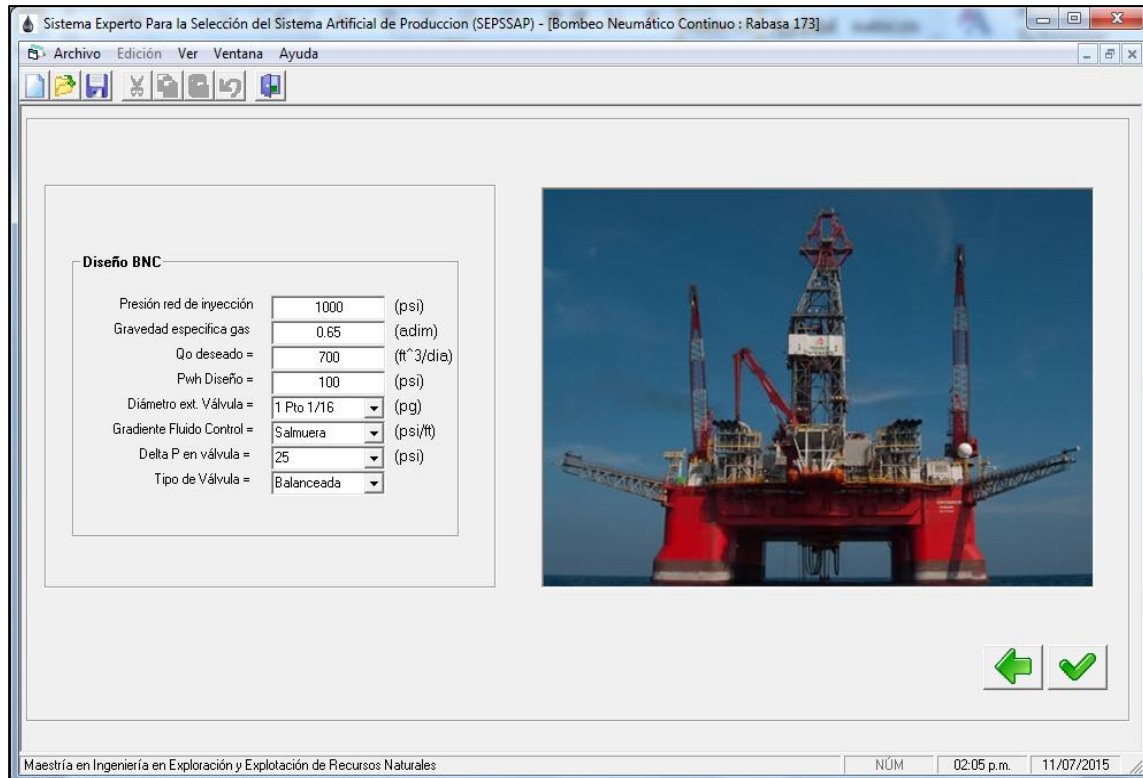 Sistema Experto Para la Selección del Sistema Artificial de Produccion (SEPSSAP) - [Bombeo Neumático Continuo : Rabasa 173]
Archivo Edición Ver Ventana Ayuda
Diseño BNC
Presión red de inyección 1000 (psi)
Gravedad especifica gas 0.65 (adim)
Qo deseado = 700 (ft^3/dia)
Pwh Diseño = 100 (psi)
Diámetro ext. Válvula = 1 Pto 1/16 (pg)
Gradiente Fluido Control = Salmuera (psi/ft)
Delta P en válvula = 25 (psi)
Tipo de Válvula = Balanceada
Maestría en Ingeniería en Exploración y Explotación de Recursos Naturales NÚM 02:05 p.m. 11/07/2015